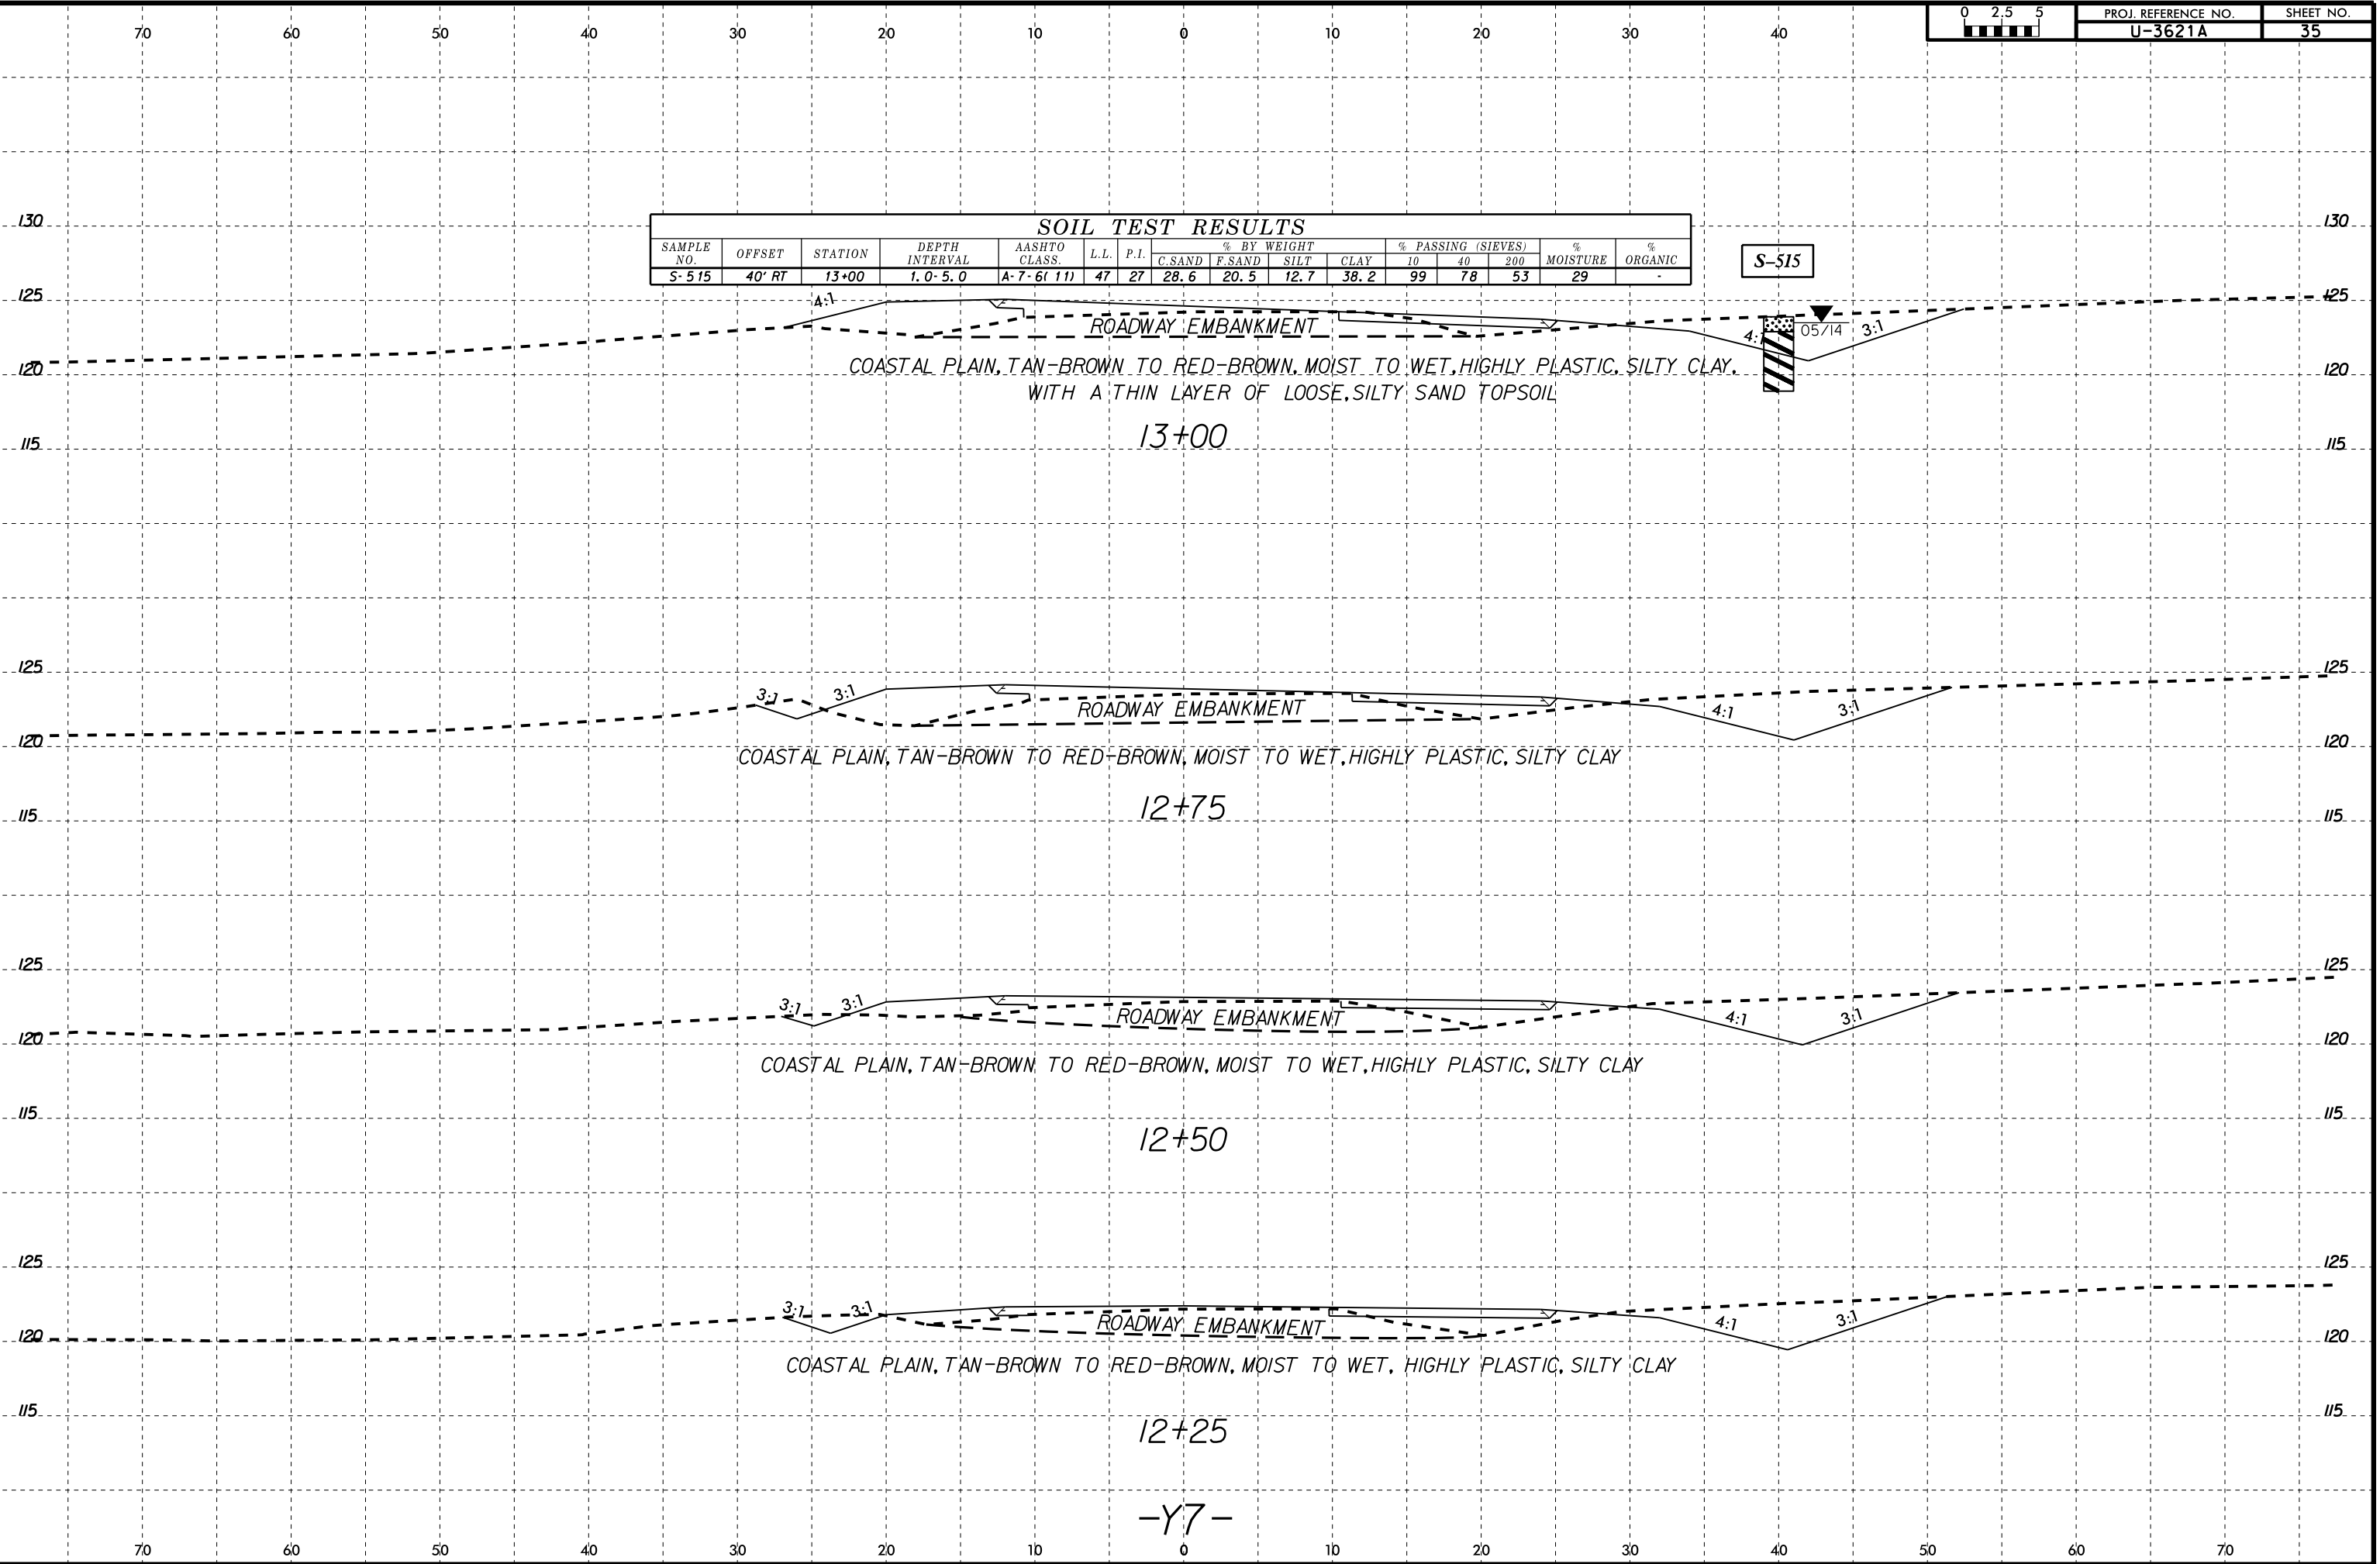 70 60 50 40 30 20 10 0 10 20 30 40
0 2.5 5
PROJ. REFERENCE NO. SHEET NO.
U-3621A 35
130 130
SOIL TEST RESULTS
SAMPLE NO. OFFSET STATION DEPTH INTERVAL AASHTO CLASS. L.L. P.I. % BY WEIGHT % PASSING (SIEVES) % MOISTURE % ORGANIC
C.SAND F.SAND SILT CLAY 10 40 200
S-515 40' RT 13+00 1.0-5.0 A-7-6(11) 47 27 28.6 20.5 12.7 38.2 99 78 53 29 -
S-515
125 125
4:1
ROADWAY EMBANKMENT
4:1 05/14 3:1
COASTAL PLAIN, TAN-BROWN TO RED-BROWN, MOIST TO WET, HIGHLY PLASTIC, SILTY CLAY,
120 120
WITH A THIN LAYER OF LOOSE, SILTY SAND TOPSOIL
13+00
115 115
125 125
3:1 3:1
ROADWAY EMBANKMENT
4:1 3:1
120 120
COASTAL PLAIN, TAN-BROWN TO RED-BROWN, MOIST TO WET, HIGHLY PLASTIC, SILTY CLAY
12+75
115 115
125 125
3:1 3:1
ROADWAY EMBANKMENT
4:1 3:1
120 120
COASTAL PLAIN, TAN-BROWN TO RED-BROWN, MOIST TO WET, HIGHLY PLASTIC, SILTY CLAY
115 115
12+50
125 125
3:1 3:1
ROADWAY EMBANKMENT
4:1 3:1
120 120
COASTAL PLAIN, TAN-BROWN TO RED-BROWN, MOIST TO WET, HIGHLY PLASTIC, SILTY CLAY
115 115
12+25
-Y7-
70 60 50 40 30 20 10 0 10 20 30 40 50 60 70